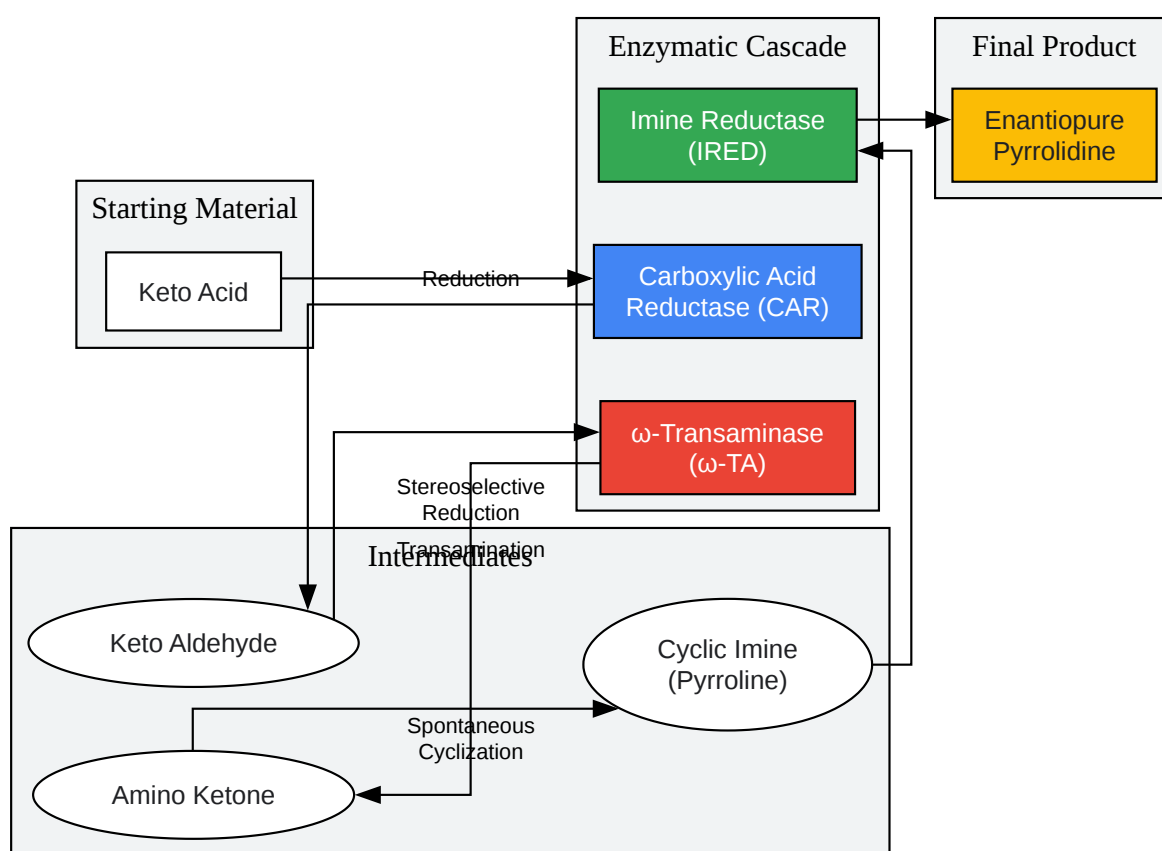 Enzymatic Cascade
Final Product
Imine Reductase
(IRED)
Enantiopure
Pyrrolidine
Starting Material
Keto Acid
Reduction
Carboxylic Acid
Reductase (CAR)
ω-Transaminase
(ω-TA)
Stereoselective
Reduction
Transamination
Intermediates
Keto Aldehyde
Cyclic Imine
(Pyrroline)
Spontaneous
Cyclization
Amino Ketone